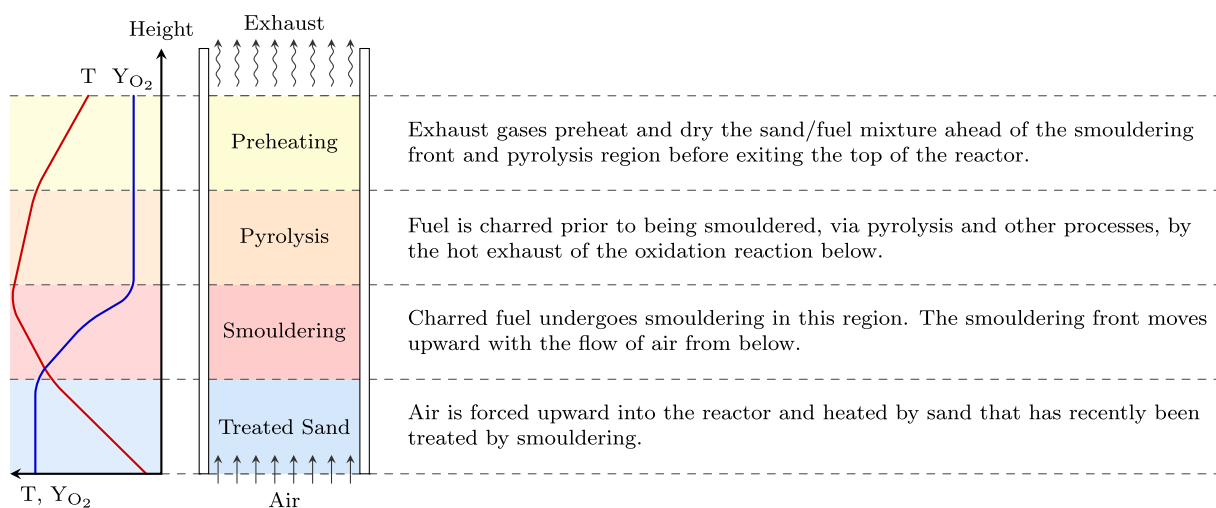 Height
Exhaust
T
Y_O2
Preheating
Exhaust gases preheat and dry the sand/fuel mixture ahead of the smouldering
front and pyrolysis region before exiting the top of the reactor.
Pyrolysis
Fuel is charred prior to being smouldered, via pyrolysis and other processes, by
the hot exhaust of the oxidation reaction below.
Smouldering
Charred fuel undergoes smouldering in this region. The smouldering front moves
upward with the flow of air from below.
Treated Sand
Air is forced upward into the reactor and heated by sand that has recently been
treated by smouldering.
T, Y_O2
Air